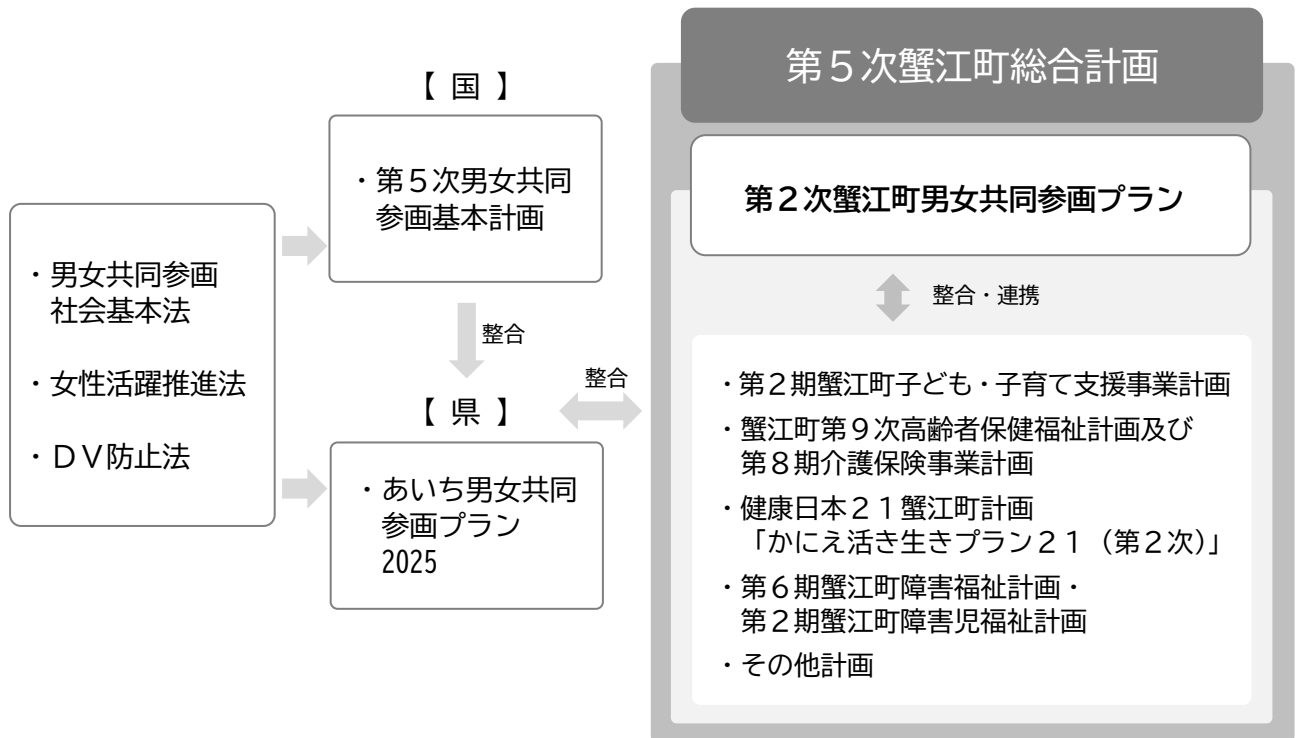 ・男女共同参画
社会基本法
・女性活躍推進法
・ＤＶ防止法
【 国 】
・第５次男女共同
参画基本計画
整合
【 県 】
・あいち男女共同
参画プラン
2025
整合
第５次蟹江町総合計画
第２次蟹江町男女共同参画プラン
整合・連携
・第２期蟹江町子ども・子育て支援事業計画
・蟹江町第９次高齢者保健福祉計画及び
第８期介護保険事業計画
・健康日本２１蟹江町計画
「かにえ活き生きプラン２１（第２次）」
・第６期蟹江町障害福祉計画・
第２期蟹江町障害児福祉計画
・その他計画